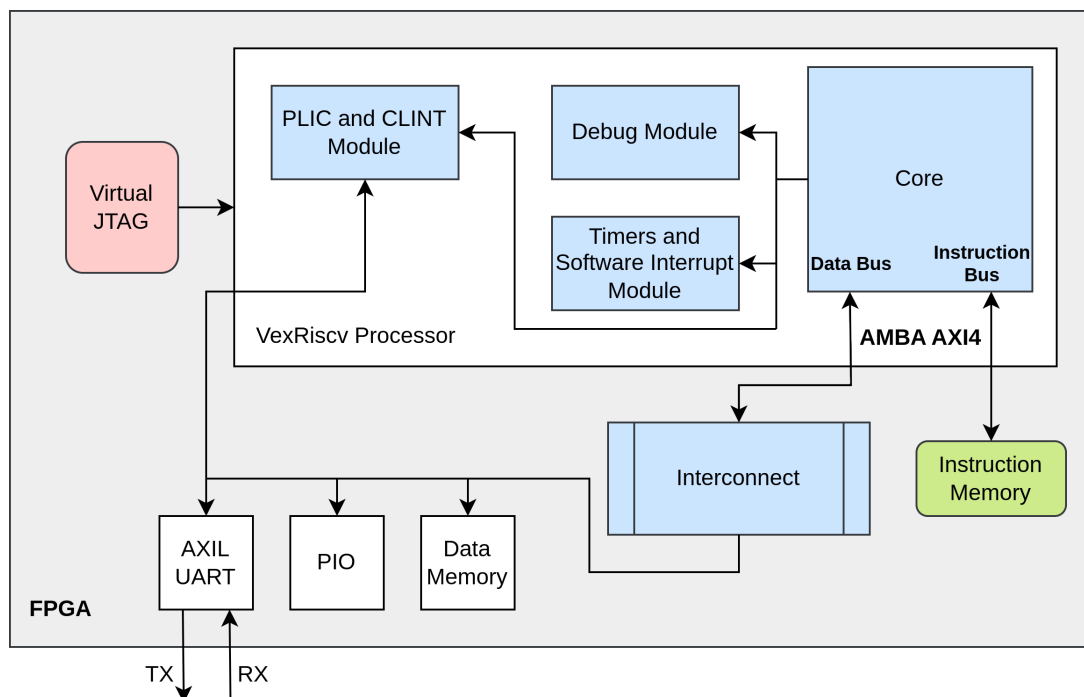 PLIC and CLINT
Module
Debug Module
Core
Virtual
JTAG
Timers and
Software Interrupt
Module
Data Bus
Instruction
Bus
VexRiscv Processor
AMBA AXI4
Interconnect
Instruction
Memory
AXIL
UART
PIO
Data
Memory
FPGA
TX
RX